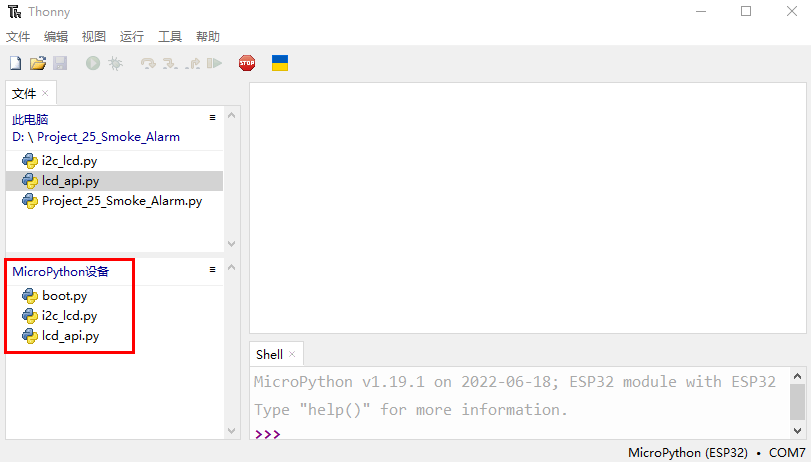 Thonny
文件 编辑 视图 运行 工具 帮助
STOP
文件
此电脑
D: \ Project_25_Smoke_Alarm
i2c_lcd.py
lcd_api.py
Project_25_Smoke_Alarm.py
MicroPython设备
boot.py
i2c_lcd.py
lcd_api.py
Shell
MicroPython v1.19.1 on 2022-06-18; ESP32 module with ESP32
Type "help()" for more information.
>>>
MicroPython (ESP32) • COM7